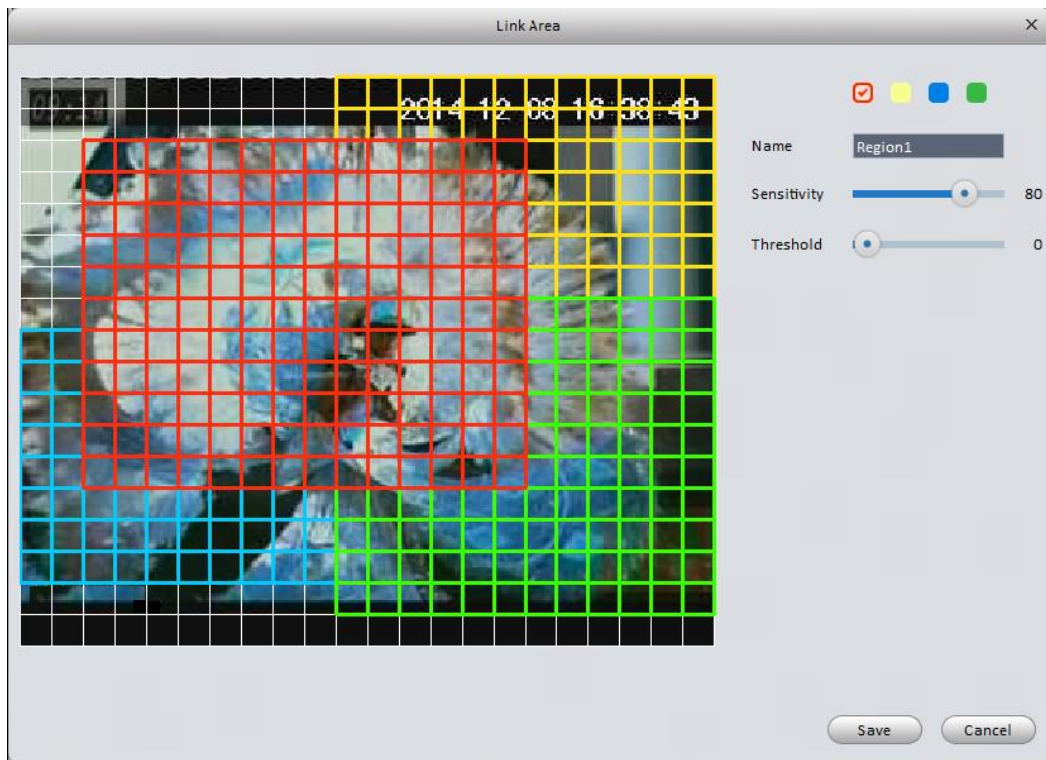 Link Area
2014-12-08 16:38:43
Name Region1
Sensitivity 80
Threshold 0
Save Cancel